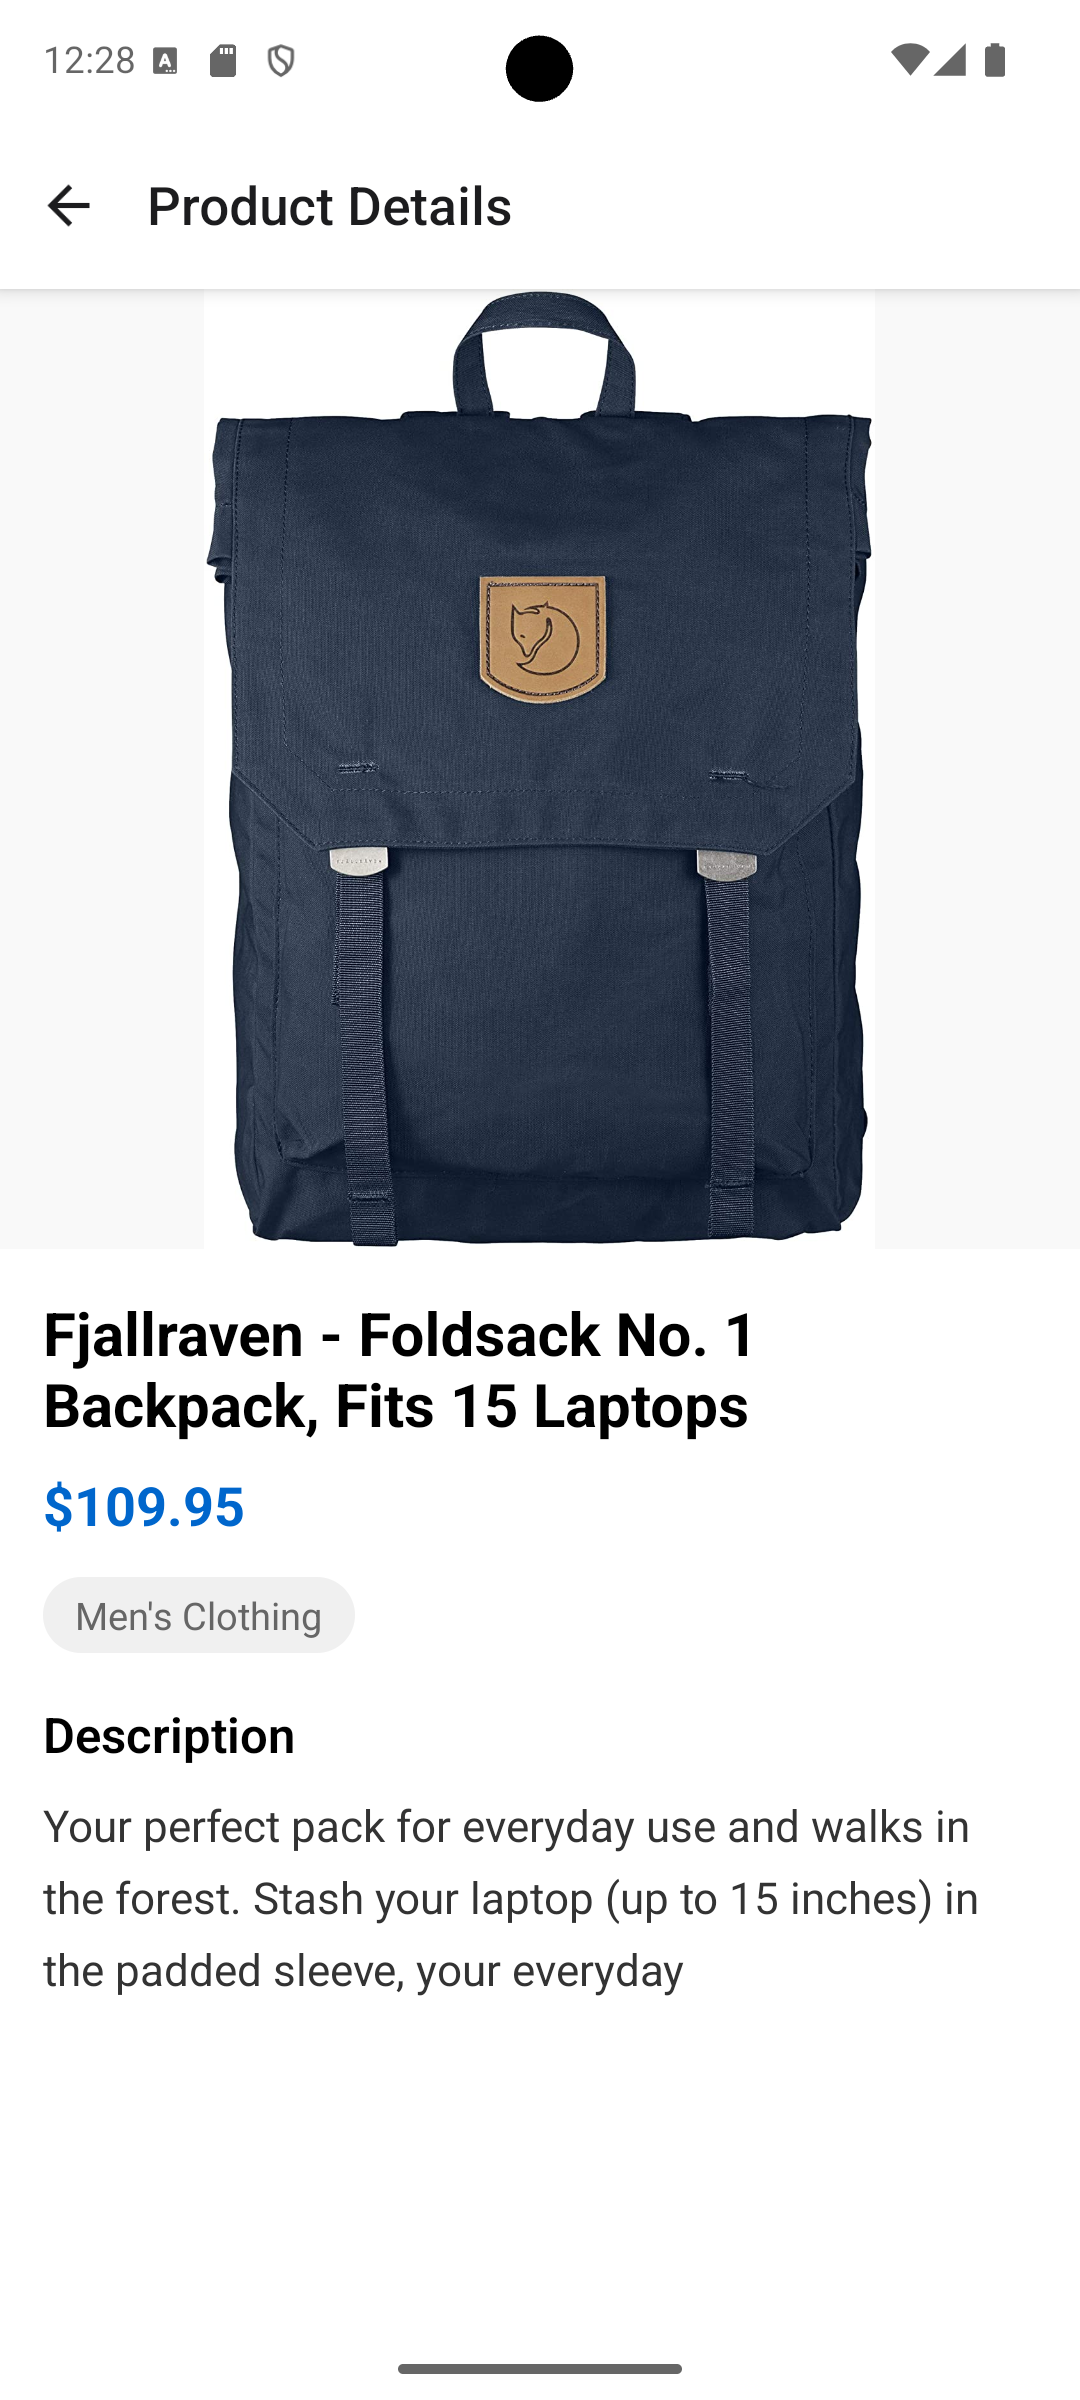 12:28
Product Details
Fjallraven - Foldsack No. 1
Backpack, Fits 15 Laptops
$109.95
Men's Clothing
Description
Your perfect pack for everyday use and walks in
the forest. Stash your laptop (up to 15 inches) in
the padded sleeve, your everyday